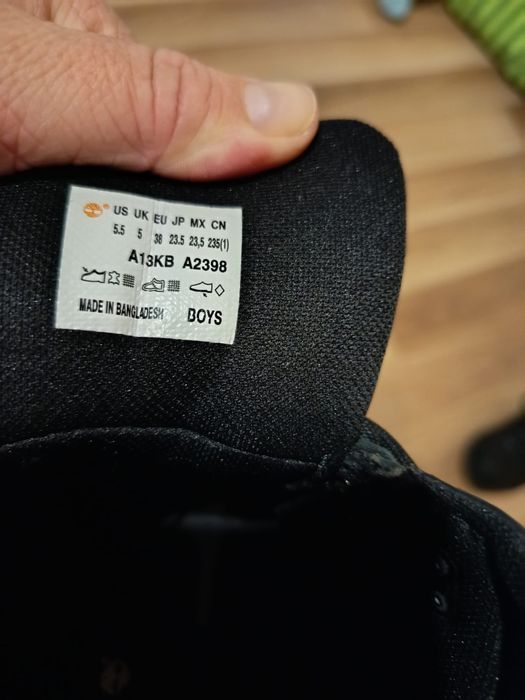 ® US UK EU JP MX CN
5.5 5 38 23.5 23,5 235(1)
A13KB A2398
MADE IN BANGLADESH BOYS